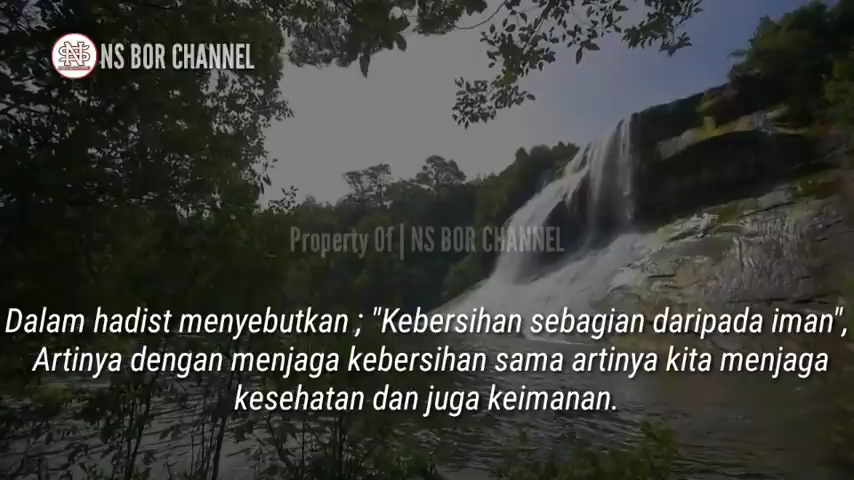 NS BOR CHANNEL
Property Of | NS BOR CHANNEL
Dalam hadist menyebutkan ; "Kebersihan sebagian daripada iman",
Artinya dengan menjaga kebersihan sama artinya kita menjaga
kesehatan dan juga keimanan.